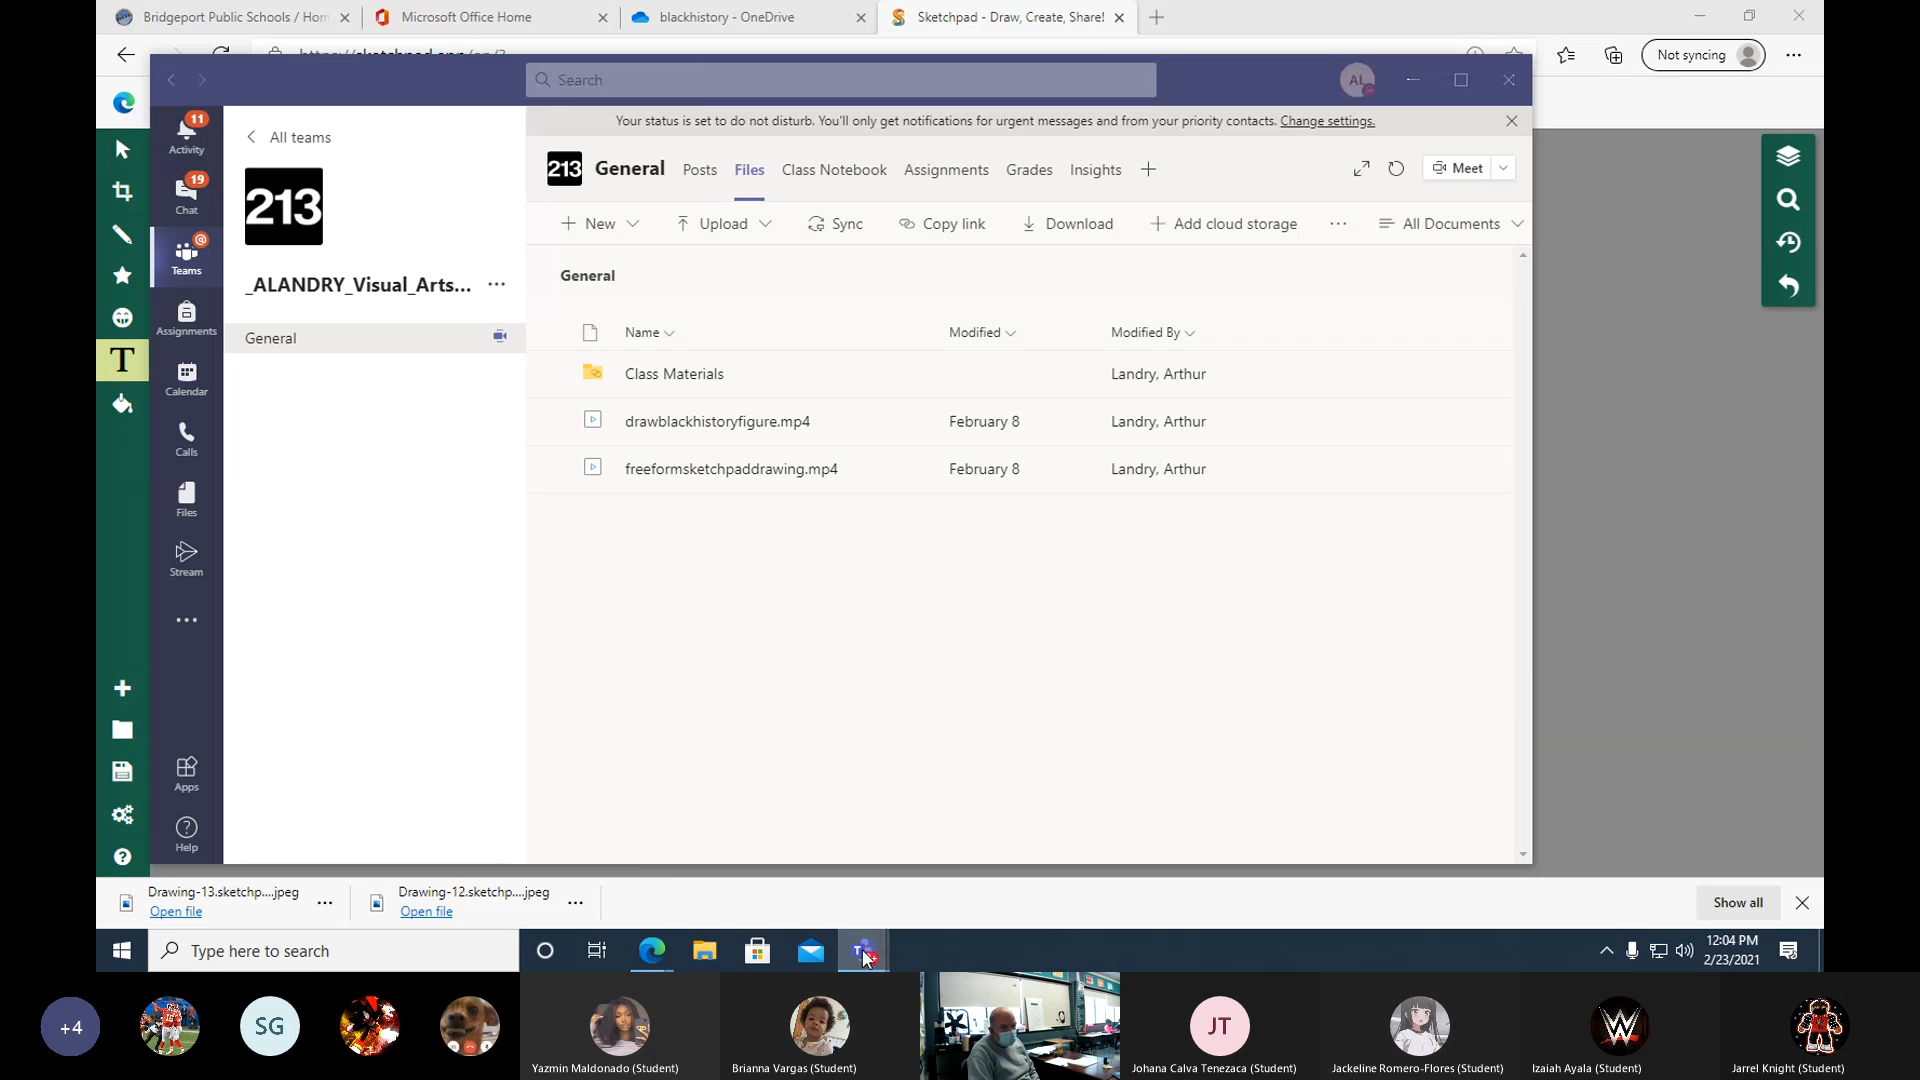 Bridgeport Public Schools / Hom
Microsoft Office Home
blackhistory - OneDrive
Sketchpad - Draw, Create, Share!
Not syncing
Search
AL
Your status is set to do not disturb. You'll only get notifications for urgent messages and from your priority contacts. Change settings.
11
Activity
19
Chat
@
Teams
Assignments
Calendar
Calls
Files
Stream
Apps
Help
T
All teams
213
_ALANDRY_Visual_Arts...
General
213 General Posts Files Class Notebook Assignments Grades Insights
Meet
New Upload Sync Copy link Download Add cloud storage All Documents
General
Name Modified Modified By
Class Materials Landry, Arthur
drawblackhistoryfigure.mp4 February 8 Landry, Arthur
freeformsketchpaddrawing.mp4 February 8 Landry, Arthur
Drawing-13.sketchp....jpeg
Open file
Drawing-12.sketchp....jpeg
Open file
Show all
Type here to search
12:04 PM
2/23/2021
+4
SG
JT
Yazmin Maldonado (Student)
Brianna Vargas (Student)
Johana Calva Tenezaca (Student)
Jackeline Romero-Flores (Student)
Izaiah Ayala (Student)
Jarrel Knight (Student)